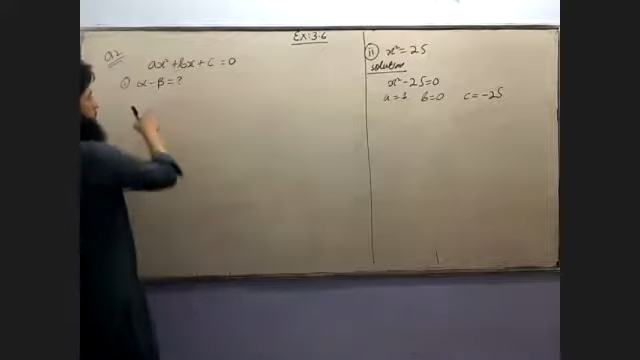 Ex: 3.6
Q2
ax² + bx + c = 0
(i) α - β = ?
(ii) x² = 25
solution
x² - 25 = 0
a = 1 b = 0 c = -25